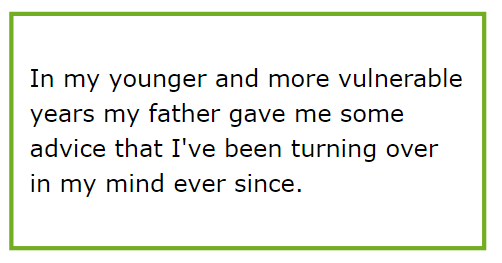 In my younger and more vulnerable
years my father gave me some
advice that I've been turning over
in my mind ever since.